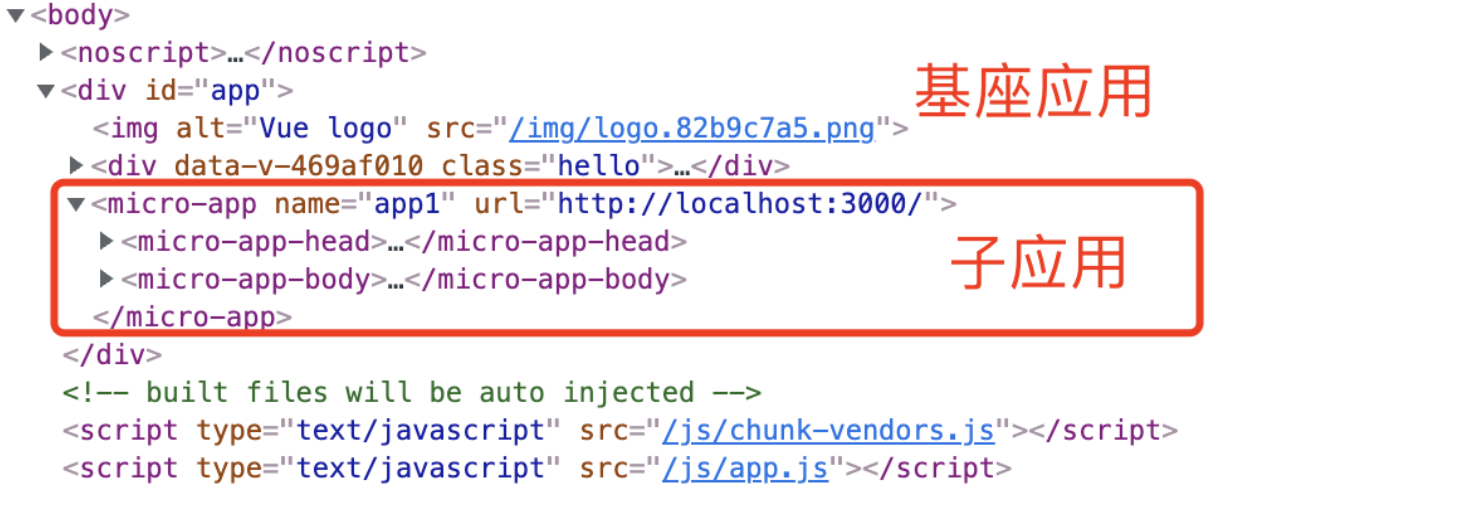 ▼<body>
▶<noscript>…</noscript>
▼<div id="app">
基座应用
<img alt="Vue logo" src="/img/logo.82b9c7a5.png">
▶<div data-v-469af010 class="hello">…</div>
▼<micro-app name="app1" url="http://localhost:3000/">
▶<micro-app-head>…</micro-app-head>
子应用
▶<micro-app-body>…</micro-app-body>
</micro-app>
</div>
<!-- built files will be auto injected -->
<script type="text/javascript" src="/js/chunk-vendors.js"></script>
<script type="text/javascript" src="/js/app.js"></script>